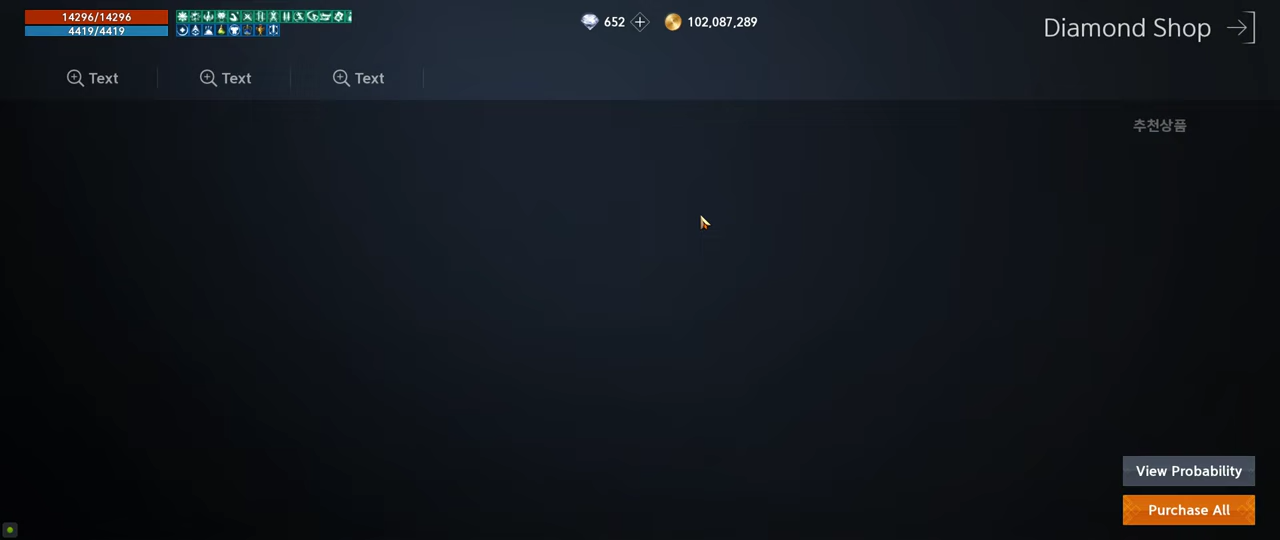 14296/14296
4419/4419
652
102,087,289
Diamond Shop
Text
Text
Text
추천상품
View Probability
Purchase All